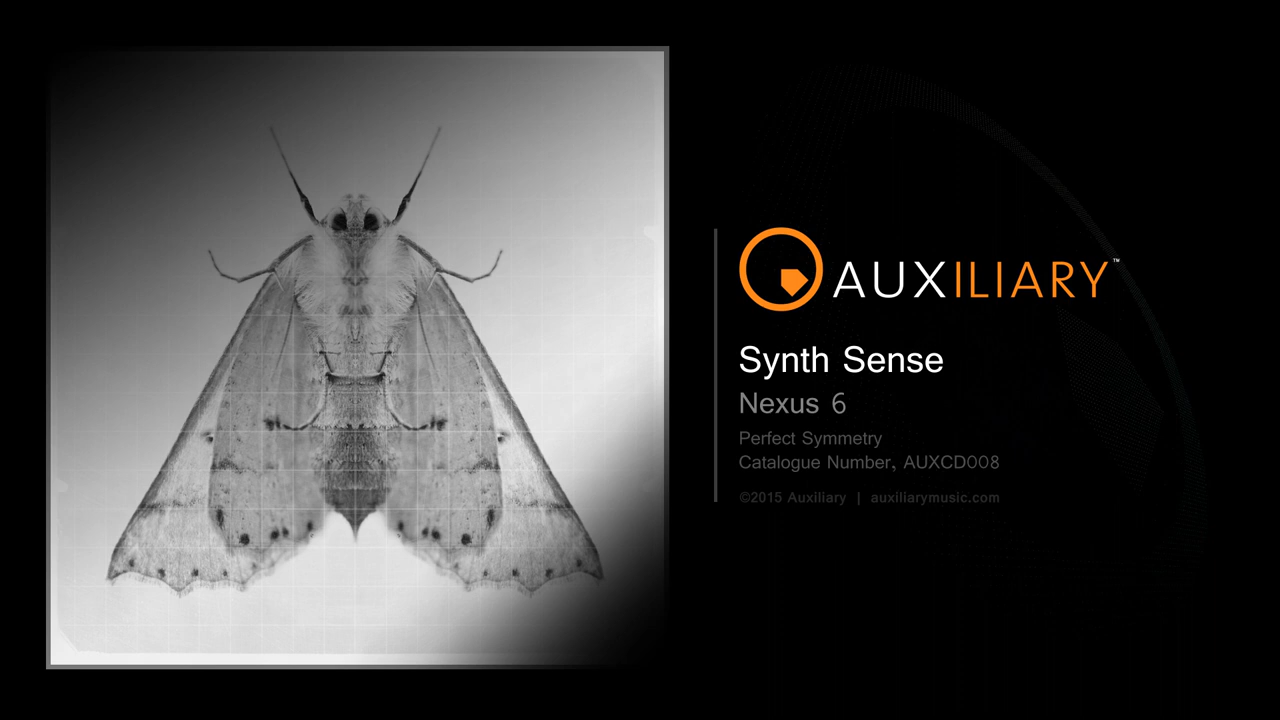 AUXILIARY™
Synth Sense
Nexus 6
Perfect Symmetry
Catalogue Number, AUXCD008
©2015 Auxiliary | auxiliarymusic.com